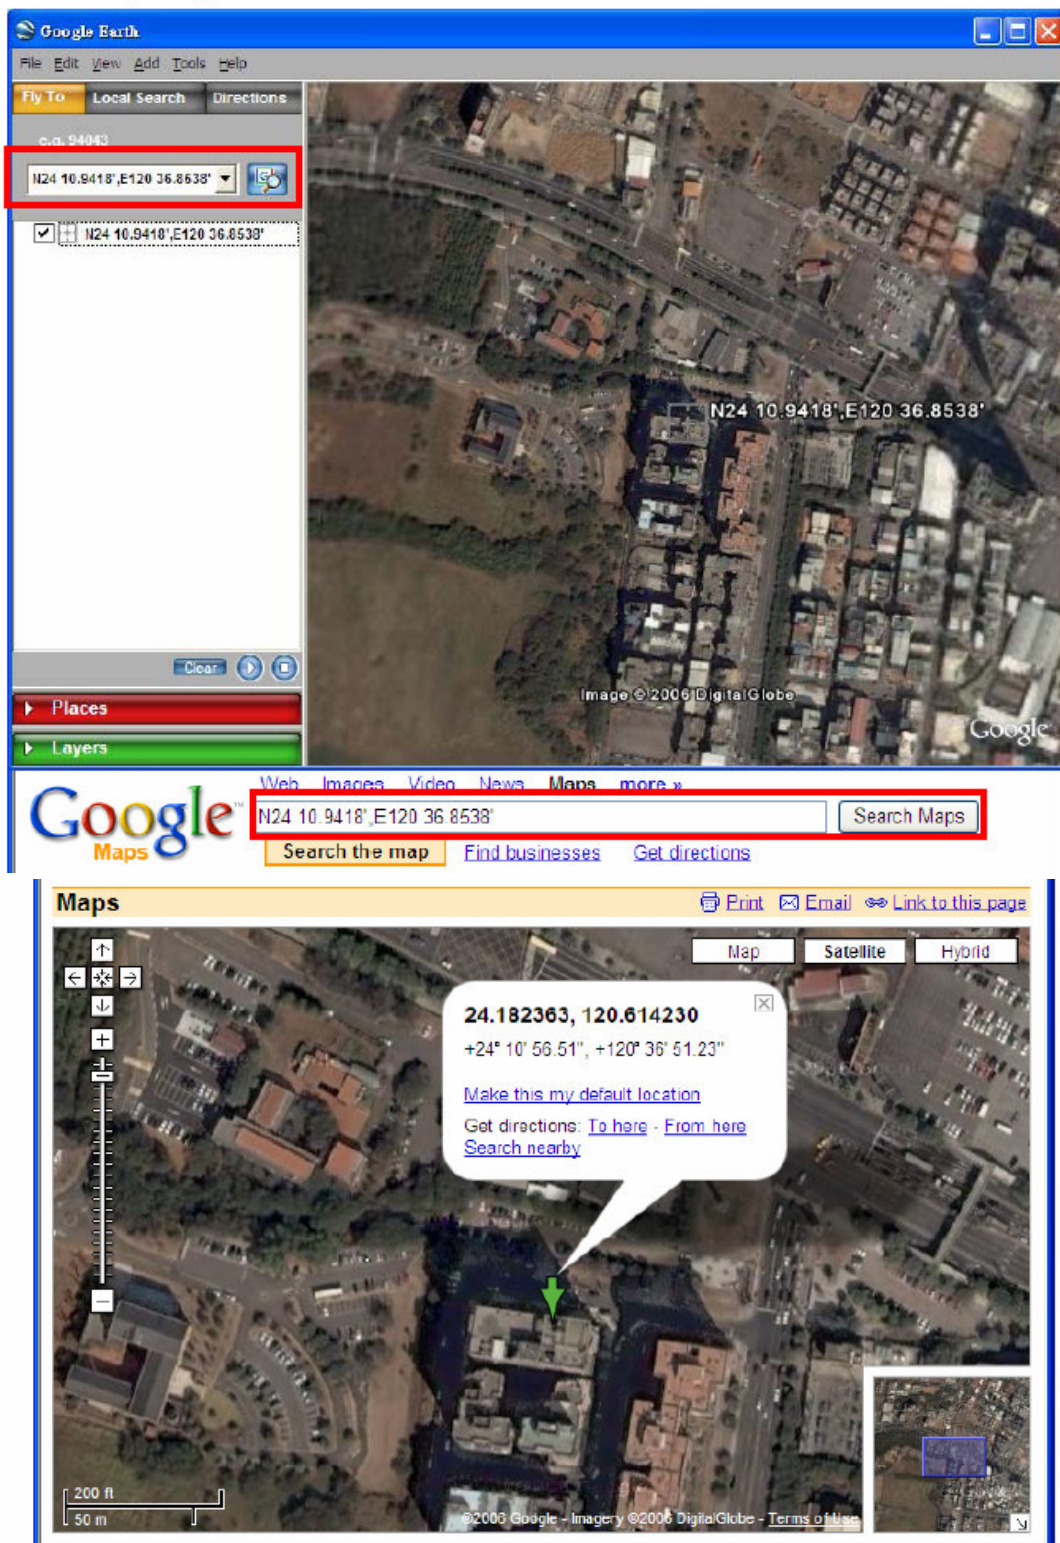 Google Earth
File Edit View Add Tools Help
Fly To Local Search Directions
e.g. 94043
N24 10.9418',E120 36.8538'
N24 10.9418',E120 36.8538'
N24 10.9418',E120 36.8538'
Image © 2006 DigitalGlobe
Google
Clear
Places
Layers
Web Images Video News Maps more »
Google™
Maps
N24 10.9418',E120 36.8538' Search Maps
Search the map Find businesses Get directions
Maps Print Email Link to this page
Map Satellite Hybrid
24.182363, 120.614230
+24° 10' 56.51", +120° 36' 51.23"
Make this my default location
Get directions: To here - From here
Search nearby
200 ft
50 m
©2006 Google - Imagery ©2006 DigitalGlobe - Terms of Use